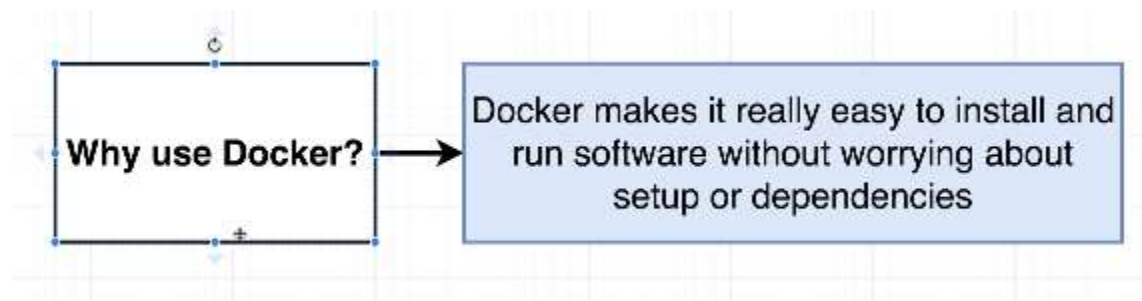 Why use Docker?
Docker makes it really easy to install and
run software without worrying about
setup or dependencies